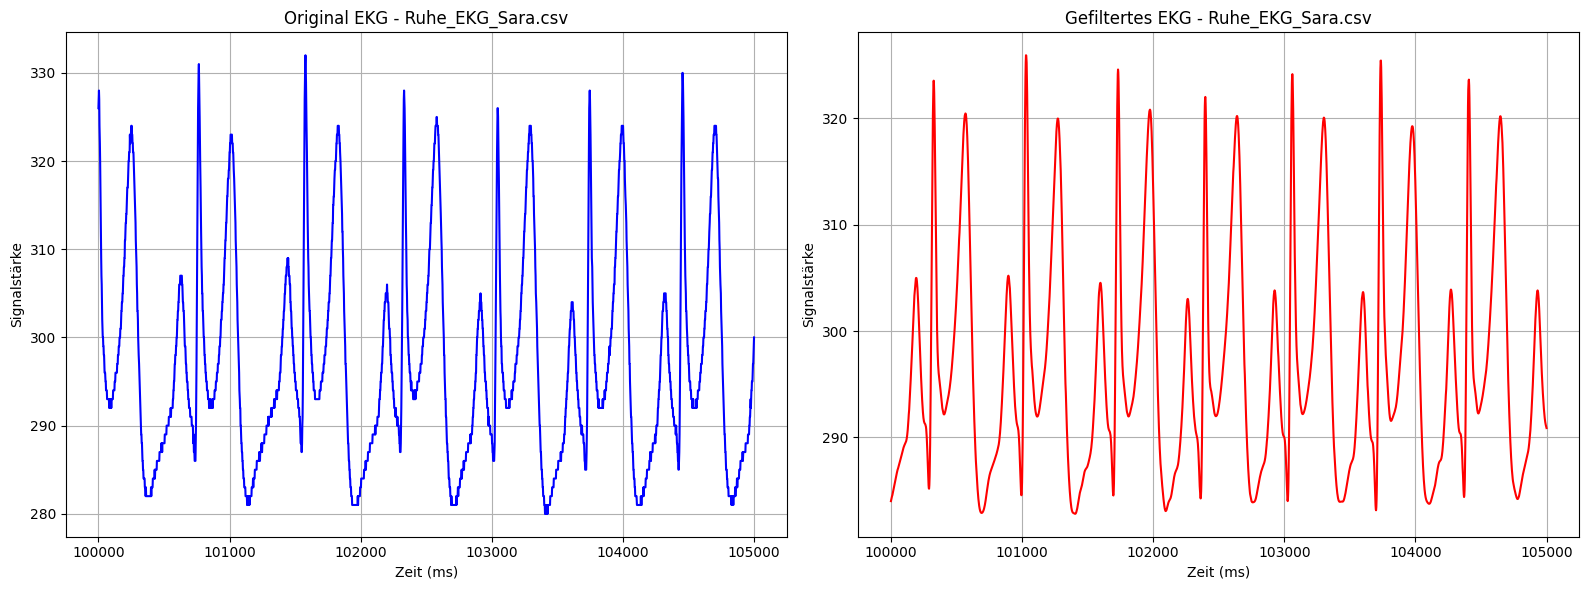 Original EKG - Ruhe_EKG_Sara.csv
Signalstärke
330
320
310
300
290
280
100000 101000 102000 103000 104000 105000
Zeit (ms)
Gefiltertes EKG - Ruhe_EKG_Sara.csv
Signalstärke
320
310
300
290
100000 101000 102000 103000 104000 105000
Zeit (ms)